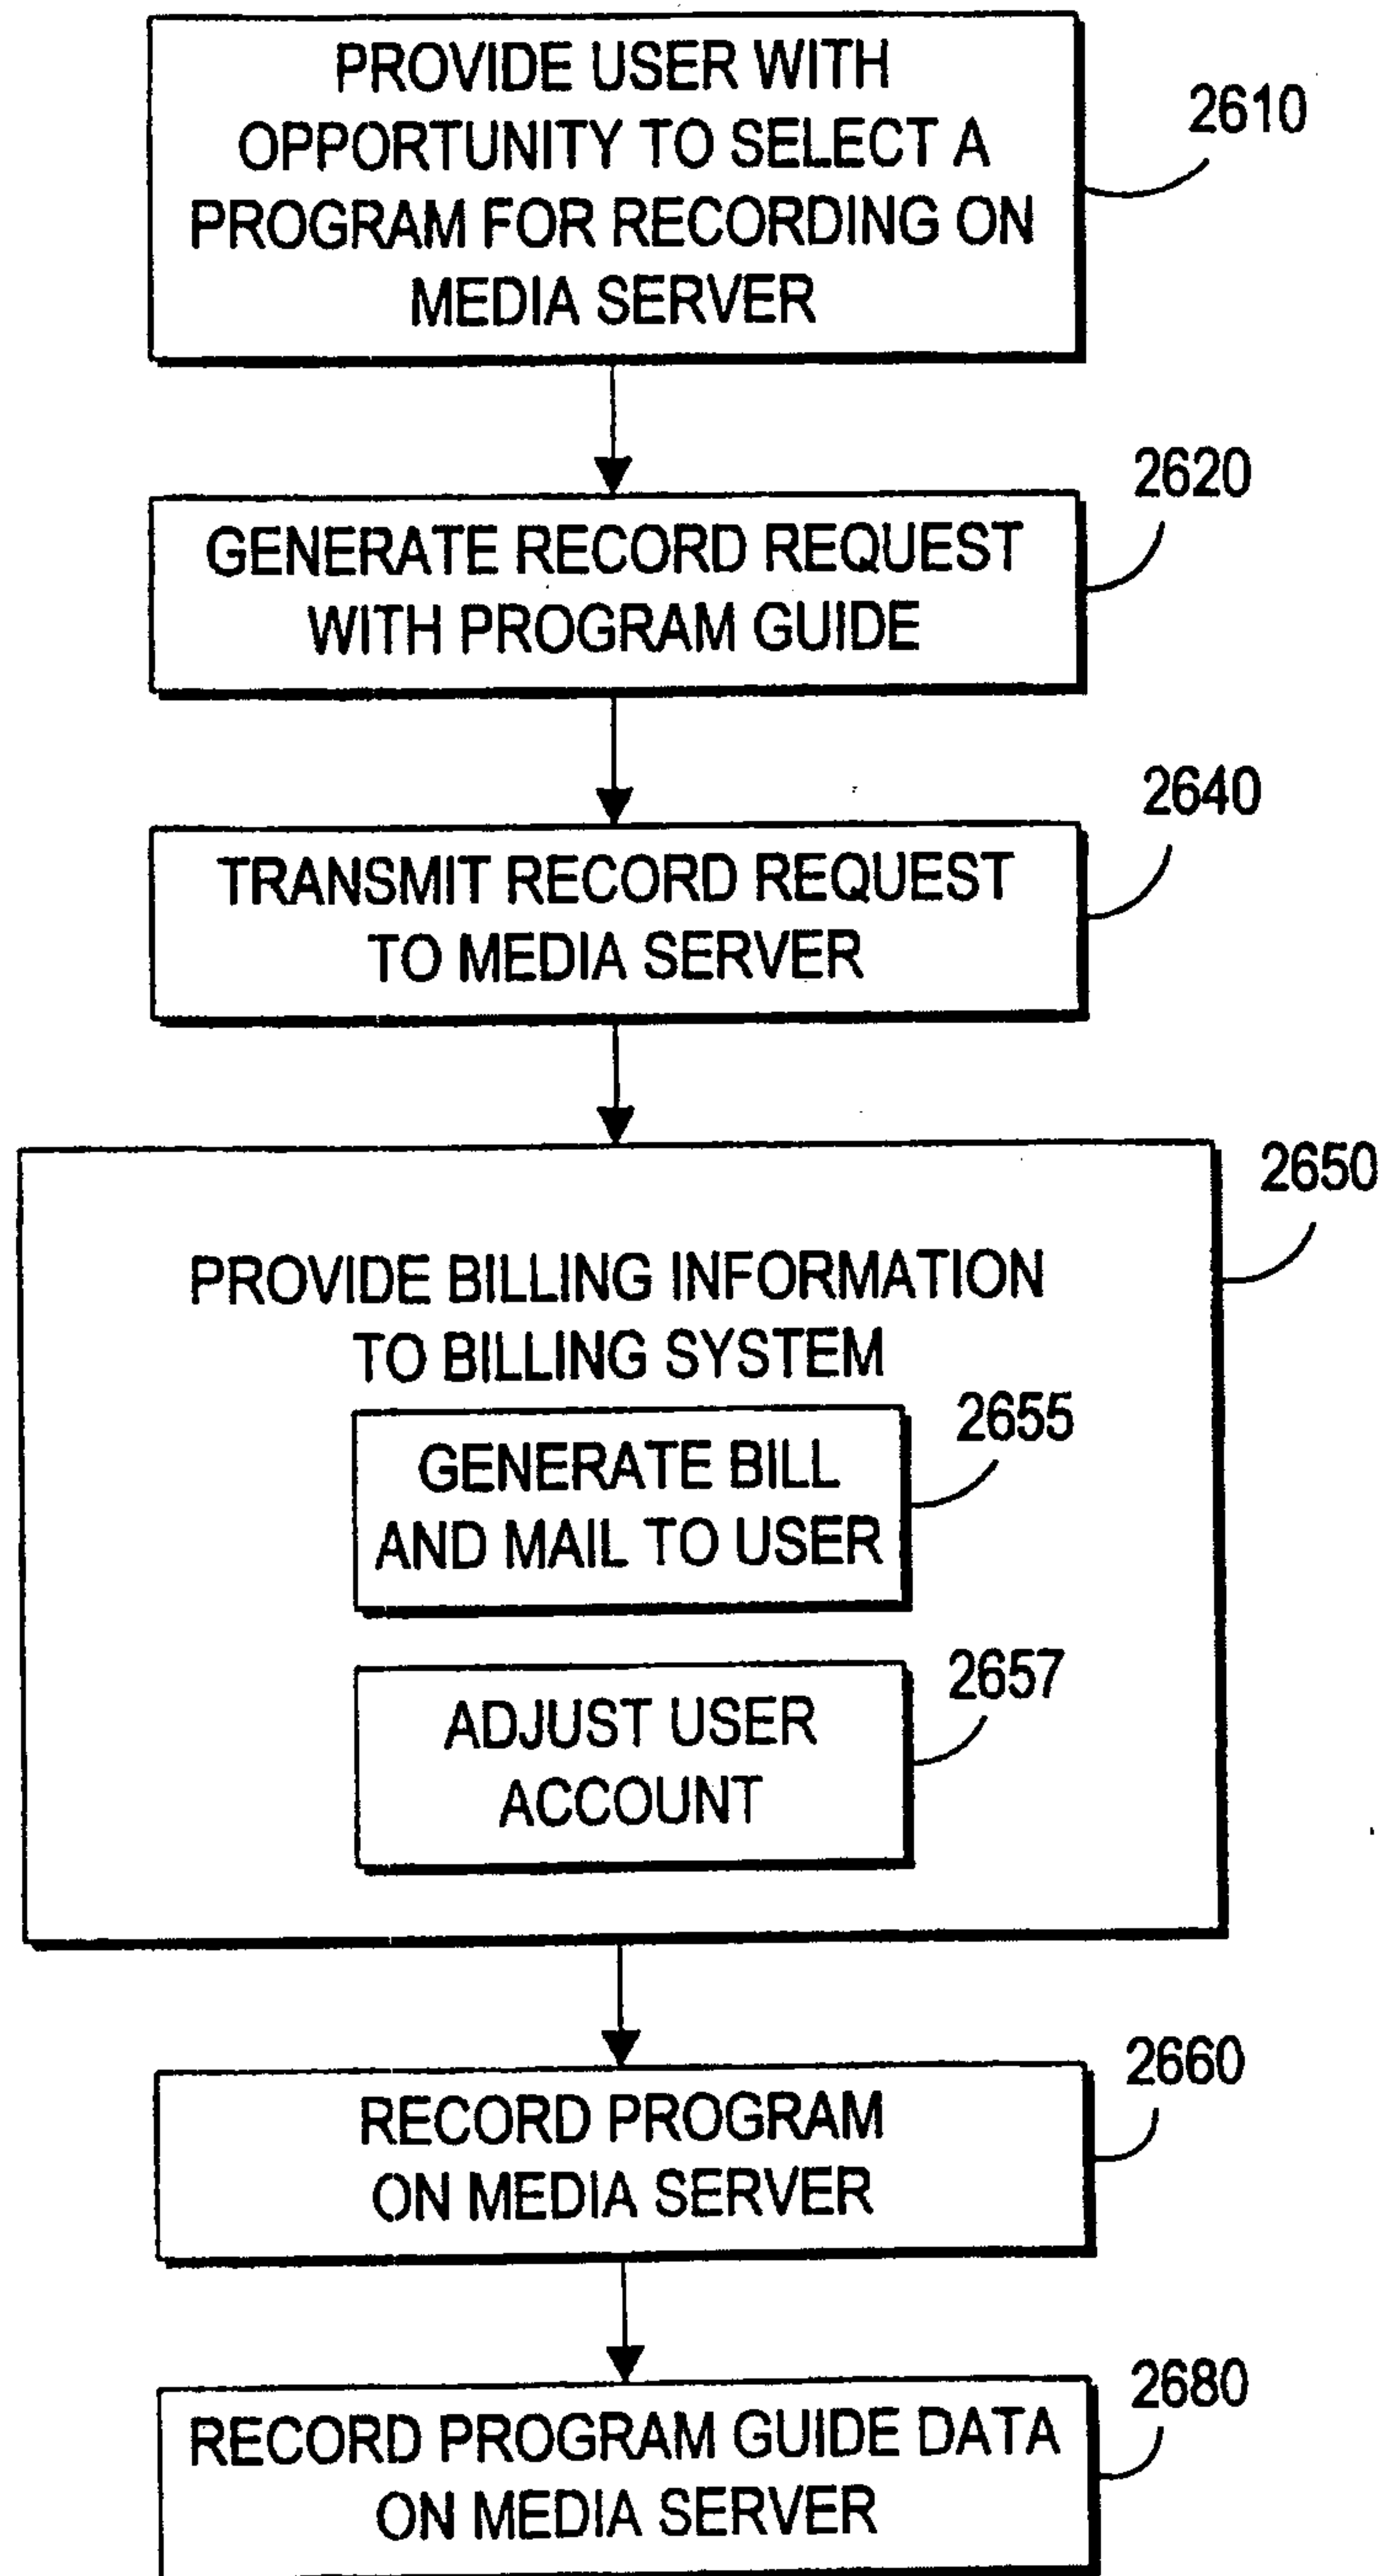 PROVIDE USER WITH
OPPORTUNITY TO SELECT A
PROGRAM FOR RECORDING ON
MEDIA SERVER
2610
GENERATE RECORD REQUEST
WITH PROGRAM GUIDE
2620
TRANSMIT RECORD REQUEST
TO MEDIA SERVER
2640
PROVIDE BILLING INFORMATION
TO BILLING SYSTEM
2650
GENERATE BILL
AND MAIL TO USER
2655
ADJUST USER
ACCOUNT
2657
RECORD PROGRAM
ON MEDIA SERVER
2660
RECORD PROGRAM GUIDE DATA
ON MEDIA SERVER
2680